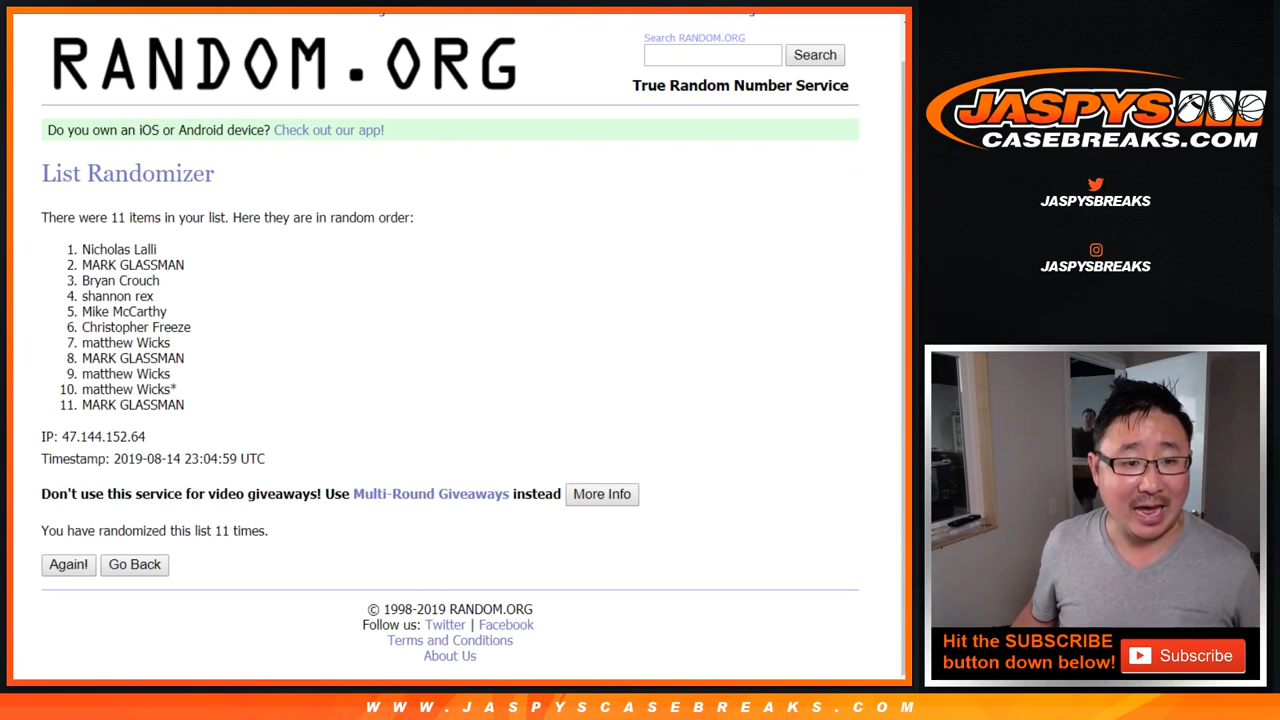 RANDOM.ORG
Search RANDOM.ORG
Search
True Random Number Service
Do you own an iOS or Android device? Check out our app!
List Randomizer
There were 11 items in your list. Here they are in random order:
1. Nicholas Lalli
2. MARK GLASSMAN
3. Bryan Crouch
4. shannon rex
5. Mike McCarthy
6. Christopher Freeze
7. matthew Wicks
8. MARK GLASSMAN
9. matthew Wicks
10. matthew Wicks*
11. MARK GLASSMAN
IP: 47.144.152.64
Timestamp: 2019-08-14 23:04:59 UTC
Don't use this service for video giveaways! Use Multi-Round Giveaways instead More Info
You have randomized this list 11 times.
Again! Go Back
© 1998-2019 RANDOM.ORG
Follow us: Twitter | Facebook
Terms and Conditions
About Us
JASPYS
CASEBREAKS.COM
JASPYSBREAKS
JASPYSBREAKS
Hit the SUBSCRIBE
button down below!
Subscribe
WWW.JASPYSCASEBREAKS.COM